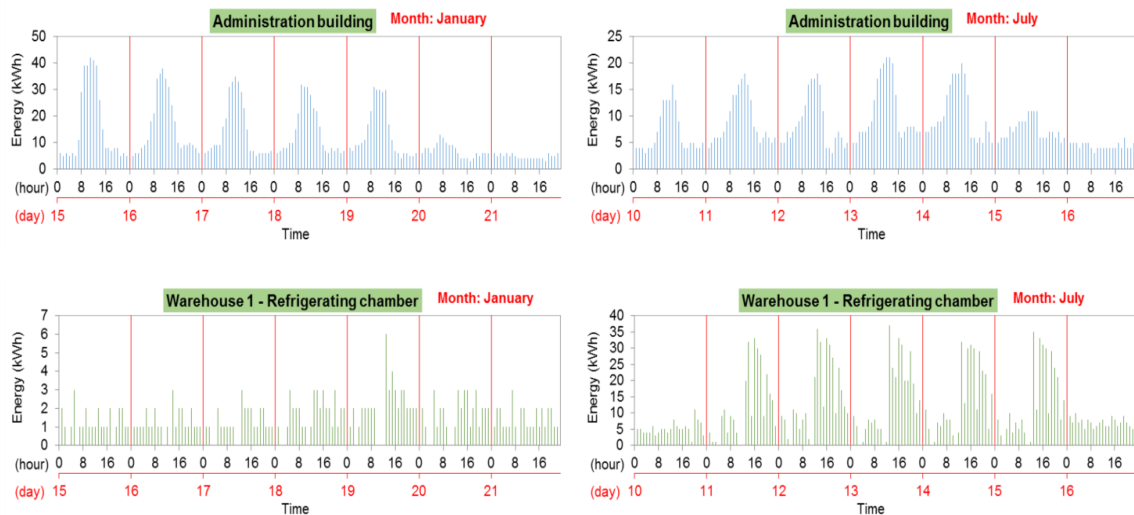 Administration building Month: January
Energy (kWh)
50
40
30
20
10
0
(hour) 0 8 16 0 8 16 0 8 16 0 8 16 0 8 16 0 8 16 0 8 16
(day) 15 16 17 18 19 20 21
Time
Administration building Month: July
Energy (kWh)
25
20
15
10
5
0
(hour) 0 8 16 0 8 16 0 8 16 0 8 16 0 8 16 0 8 16 0 8 16
(day) 10 11 12 13 14 15 16
Time
Warehouse 1 - Refrigerating chamber Month: January
Energy (kWh)
7
6
5
4
3
2
1
0
(hour) 0 8 16 0 8 16 0 8 16 0 8 16 0 8 16 0 8 16 0 8 16
(day) 15 16 17 18 19 20 21
Time
Warehouse 1 - Refrigerating chamber Month: July
Energy (kWh)
40
35
30
25
20
15
10
5
0
(hour) 0 8 16 0 8 16 0 8 16 0 8 16 0 8 16 0 8 16 0 8 16
(day) 10 11 12 13 14 15 16
Time